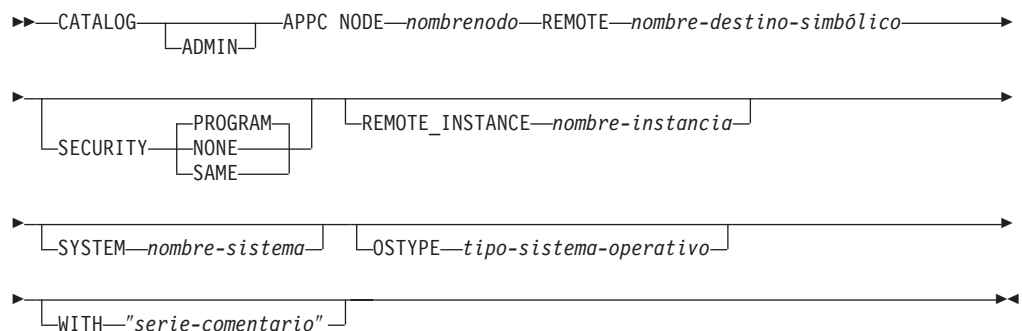 CATALOG ADMIN APPC NODE nombrenodo REMOTE nombre-destino-simbólico
SECURITY PROGRAM NONE SAME REMOTE_INSTANCE nombre-instancia
SYSTEM nombre-sistema OSTYPE tipo-sistema-operativo
WITH "serie-comentario"